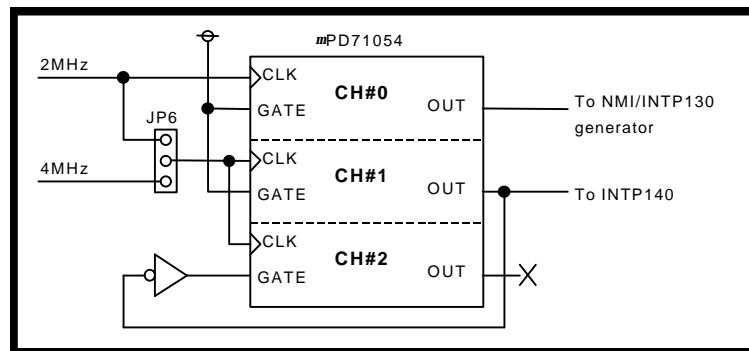 mPD71054
2MHz
CLK
GATE
CH#0
OUT
To NMI/INTP130
generator
JP6
4MHz
CLK
GATE
CH#1
OUT
To INTP140
CLK
GATE
CH#2
OUT